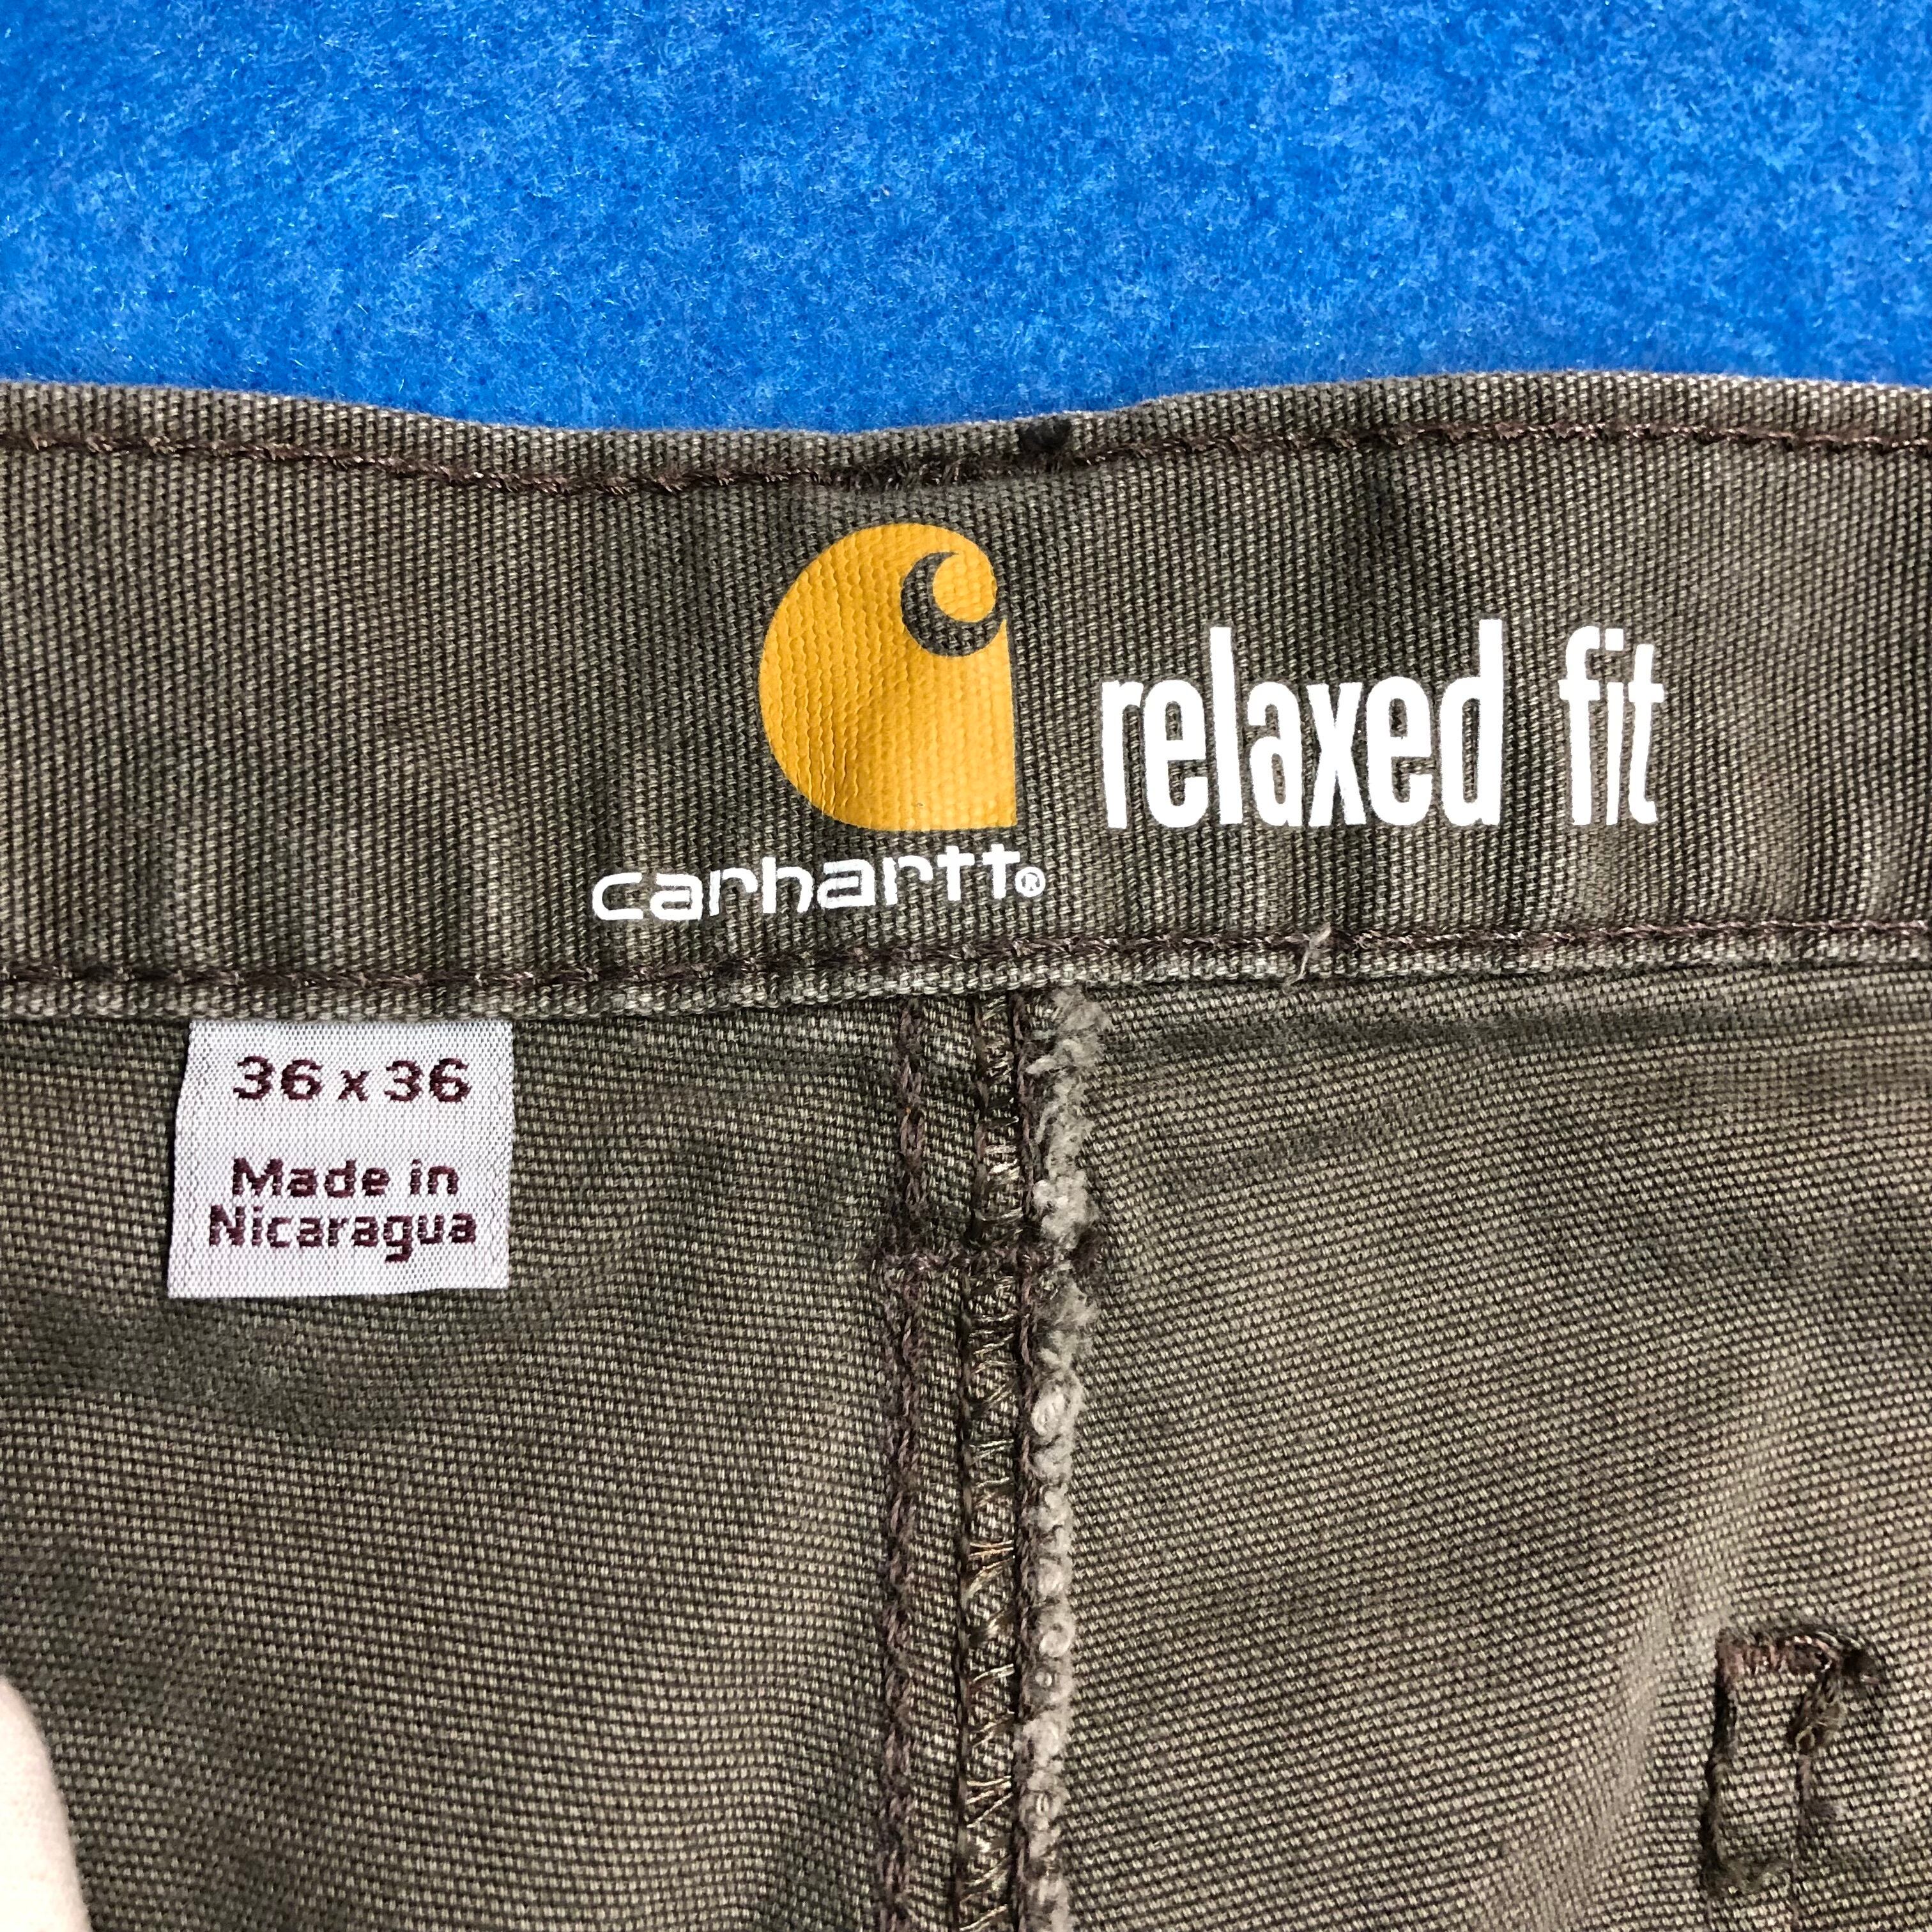 relaxed fit
carhartt®
36 x 36
Made in
Nicaragua